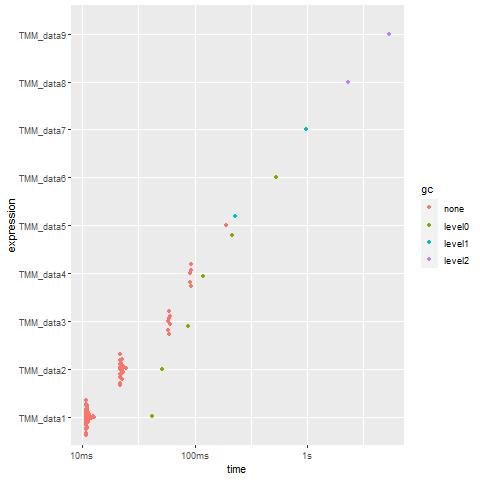 TMM_data9
TMM_data8
TMM_data7
TMM_data6
TMM_data5
TMM_data4
TMM_data3
TMM_data2
TMM_data1
expression
10ms 100ms 1s
time
gc
none
level0
level1
level2